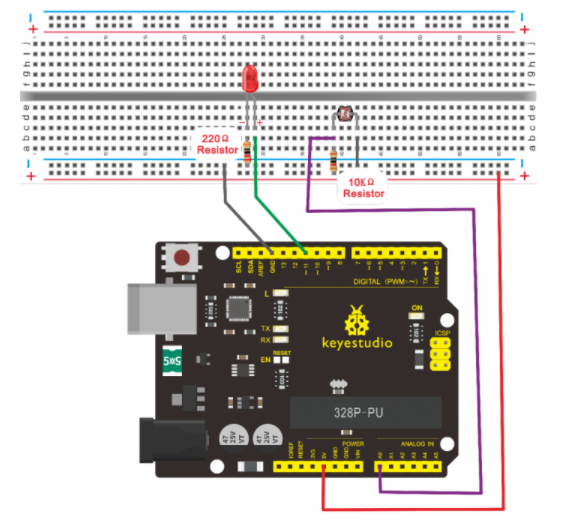 220Ω
Resistor
10KΩ
Resistor
SCL
SDA
AREF
GND
13
12
~11
~10
~9
8
7
~6
~5
4
~3
2
TX→1
RX←0
DIGITAL (PWM=~)
L
TX
RX
EN
RESET
ON
ICSP
keyestudio
328P-PU
47
25V
VT
47
25V
VT
IOREF
RESET
3V3
5V
GND
GND
VIN
POWER
ANALOG IN
A0
A1
A2
A3
A4
A5